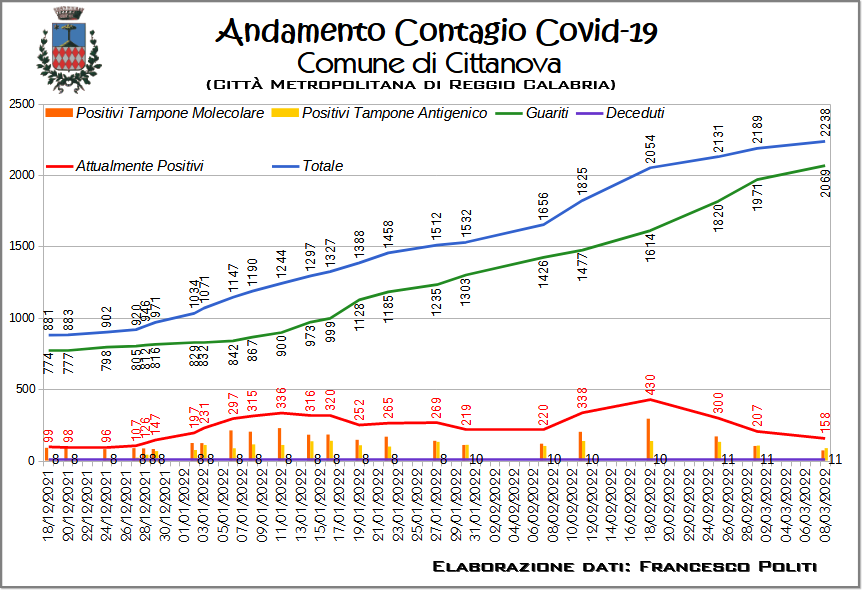 Andamento Contagio Covid-19
Comune di Cittanova
(Città Metropolitana di Reggio Calabria)
Positivi Tampone Molecolare Positivi Tampone Antigenico Guariti Deceduti
Attualmente Positivi Totale
2500
2000
1500
1000
500
0
881 883 902 920 946 971 1034 1071 1147 1190 1244 1297 1327 1388 1458 1512 1532 1656 1825 2054 2131 2189 2238
774 777 798 805 812 816 829 832 842 867 900 973 999 1128 1185 1235 1303 1426 1477 1614 1820 1971 2069
99 98 96 107 126 147 197 231 297 315 336 316 320 252 265 269 219 220 338 430 300 207 158
8 8 8 8 8 8 8 8 8 8 8 8 8 8 8 8 10 10 10 10 11 11 11
18/12/2021 20/12/2021 22/12/2021 24/12/2021 26/12/2021 28/12/2021 30/12/2021 01/01/2022 03/01/2022 05/01/2022 07/01/2022 09/01/2022 11/01/2022 13/01/2022 15/01/2022 17/01/2022 19/01/2022 21/01/2022 23/01/2022 25/01/2022 27/01/2022 29/01/2022 31/01/2022 02/02/2022 04/02/2022 06/02/2022 08/02/2022 10/02/2022 12/02/2022 14/02/2022 16/02/2022 18/02/2022 20/02/2022 22/02/2022 24/02/2022 26/02/2022 28/02/2022 02/03/2022 04/03/2022 06/03/2022 08/03/2022
Elaborazione dati: Francesco Politi